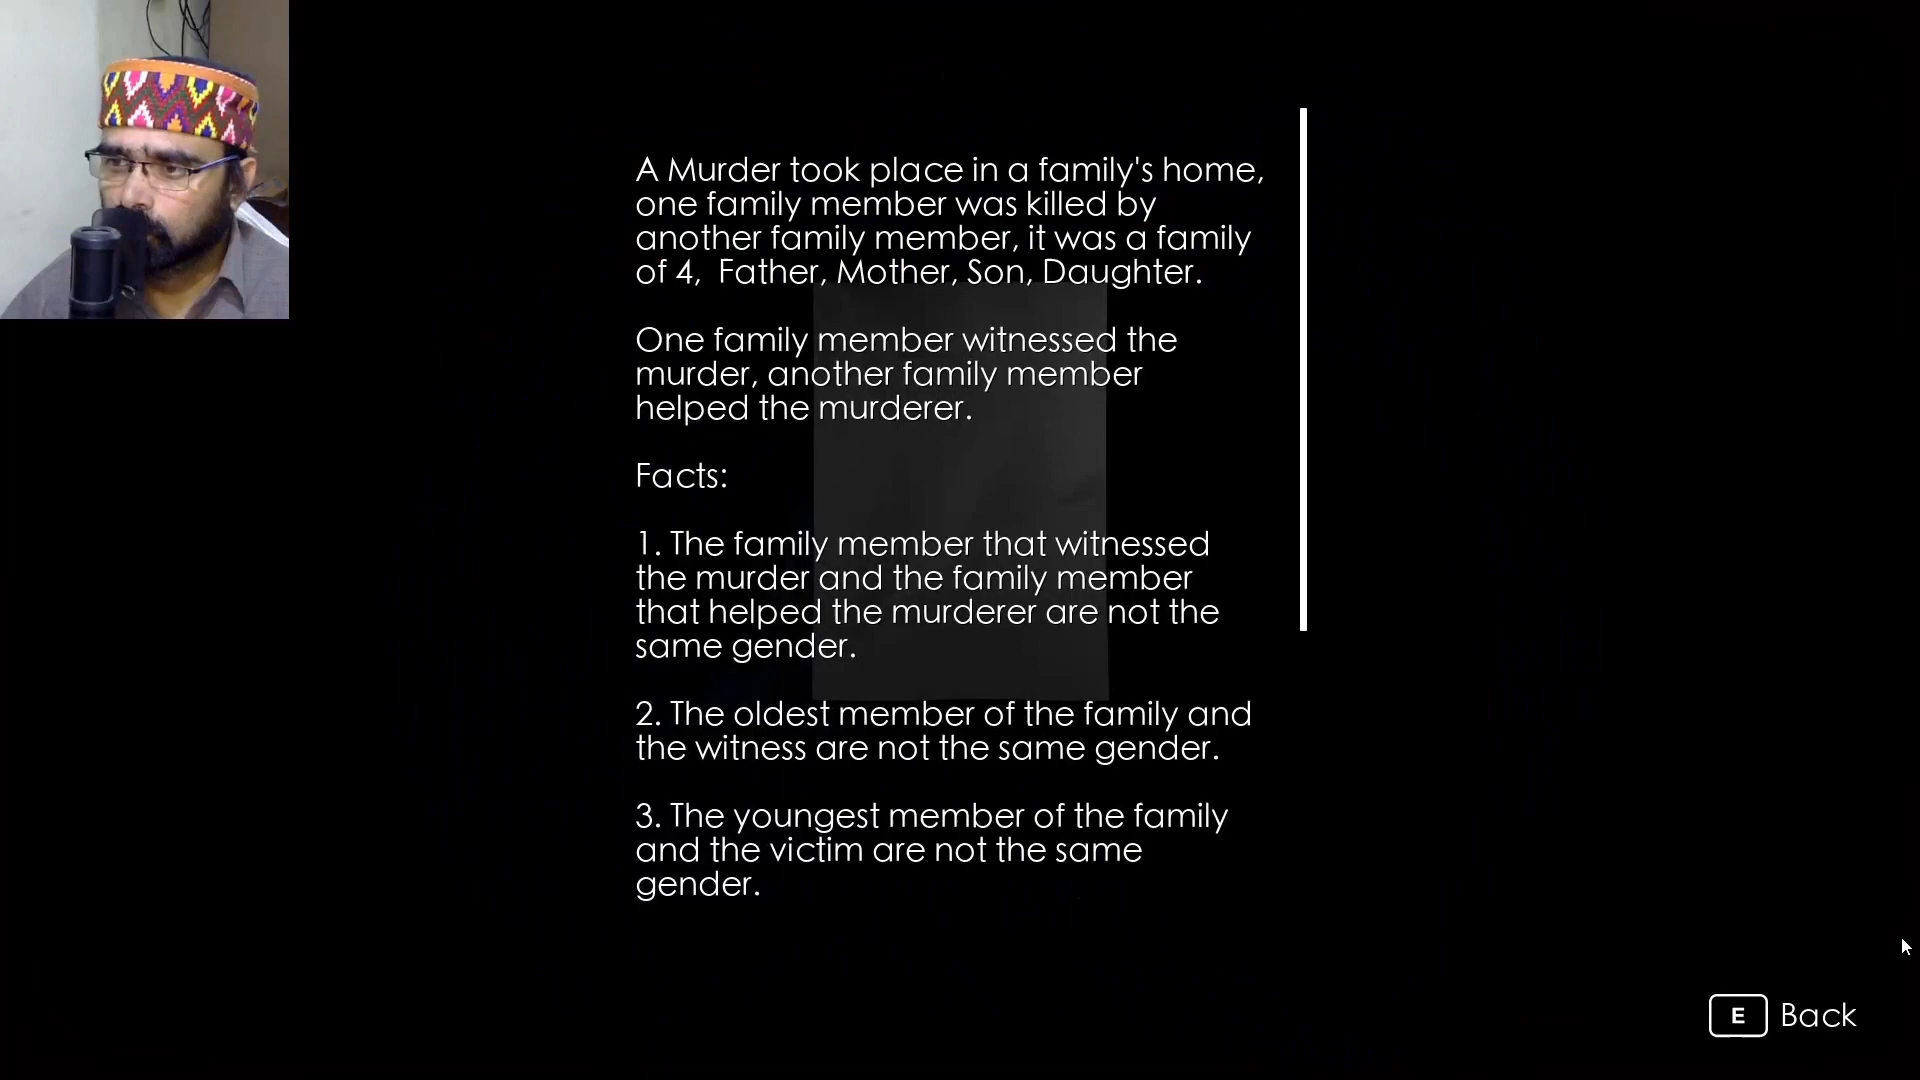 A Murder took place in a family's home,
one family member was killed by
another family member, it was a family
of 4,  Father, Mother, Son, Daughter.
One family member witnessed the
murder, another family member
helped the murderer.
Facts:
1. The family member that witnessed
the murder and the family member
that helped the murderer are not the
same gender.
2. The oldest member of the family and
the witness are not the same gender.
3. The youngest member of the family
and the victim are not the same
gender.
E Back